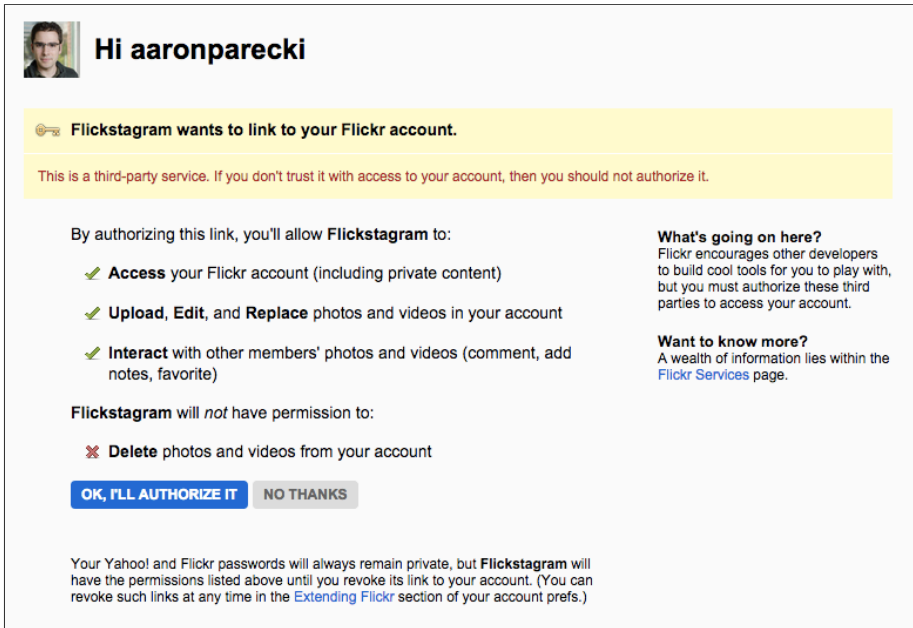 Hi aaronparecki
Flickstagram wants to link to your Flickr account.
This is a third-party service. If you don't trust it with access to your account, then you should not authorize it.
By authorizing this link, you'll allow Flickstagram to:
Access your Flickr account (including private content)
Upload, Edit, and Replace photos and videos in your account
Interact with other members' photos and videos (comment, add
notes, favorite)
Flickstagram will not have permission to:
Delete photos and videos from your account
OK, I'LL AUTHORIZE IT
NO THANKS
Your Yahoo! and Flickr passwords will always remain private, but Flickstagram will
have the permissions listed above until you revoke its link to your account. (You can
revoke such links at any time in the Extending Flickr section of your account prefs.)
What's going on here?
Flickr encourages other developers
to build cool tools for you to play with,
but you must authorize these third
parties to access your account.
Want to know more?
A wealth of information lies within the
Flickr Services page.